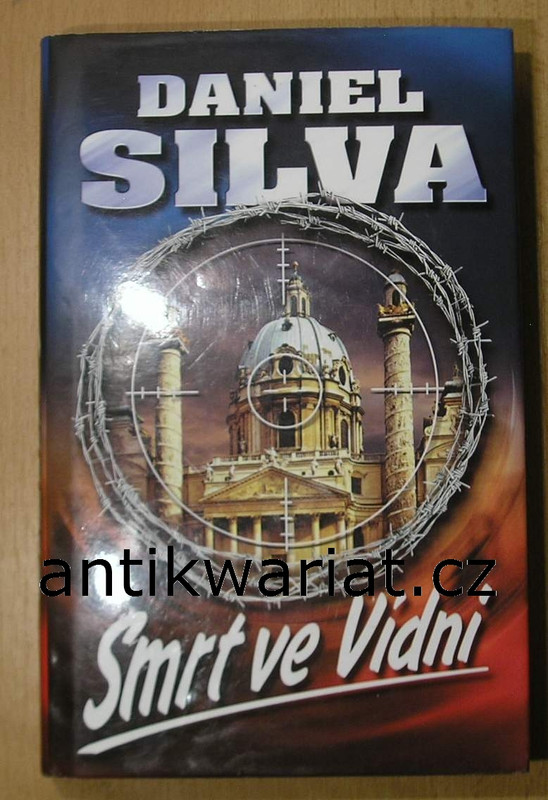 DANIEL
SILVA
antikwariat.cz
Smrt ve Vídni